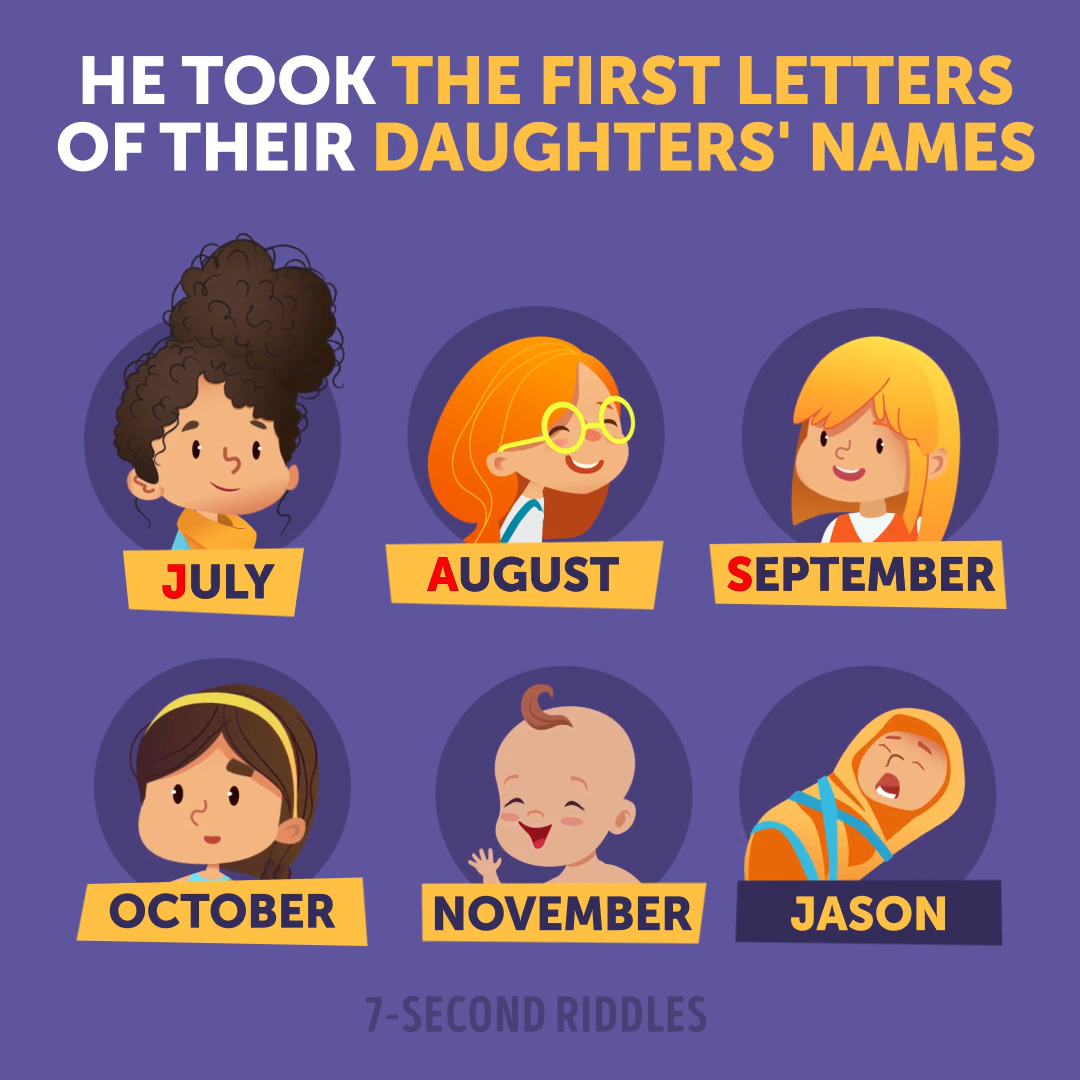 HE TOOK THE FIRST LETTERS
OF THEIR DAUGHTERS' NAMES
JULY
AUGUST
SEPTEMBER
OCTOBER
NOVEMBER
JASON
7-SECOND RIDDLES